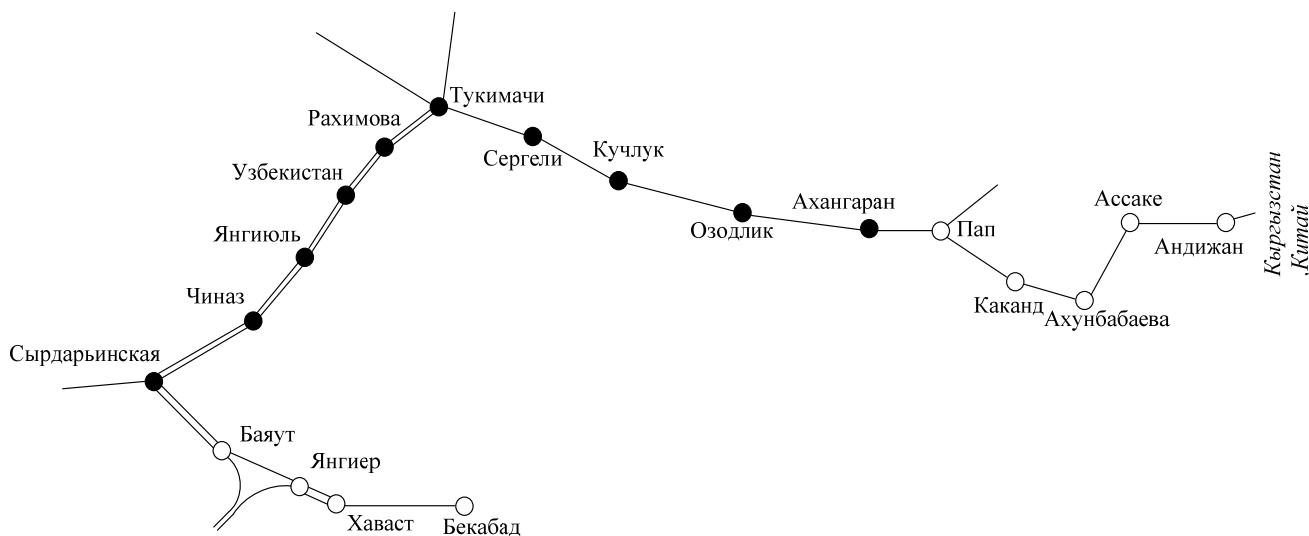 Тукимачи
Рахимова
Сергели
Кучлук
Узбекистан
Озодлик
Ахангаран
Пап
Ассаке
Андижан
Кыргызстан
,Китай
Янгиюль
Каканд
Ахунбабаева
Чиназ
Сырдарьинская
Баяут
Янгиер
Хаваст
Бекабад